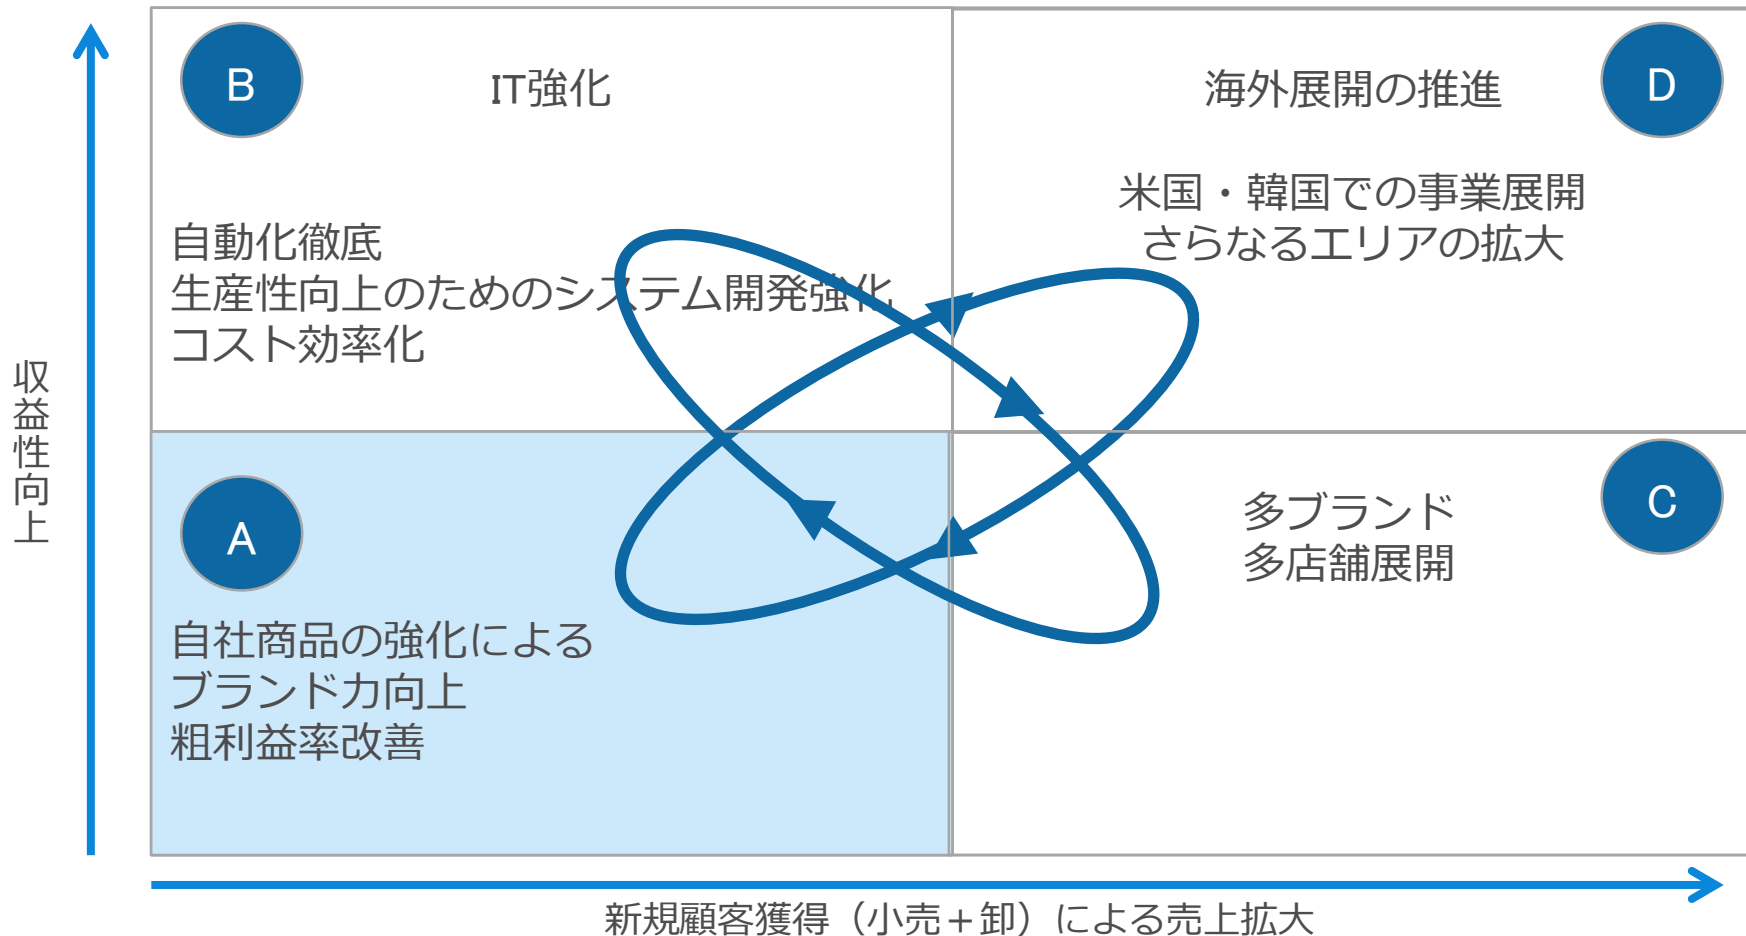 B
IT強化
自動化徹底
生産性向上のためのシステム開発強化
コスト効率化
海外展開の推進
D
米国・韓国での事業展開
さらなるエリアの拡大
収益性向上
A
自社商品の強化による
ブランド力向上
粗利益率改善
C
多ブランド
多店舗展開
新規顧客獲得（小売＋卸）による売上拡大